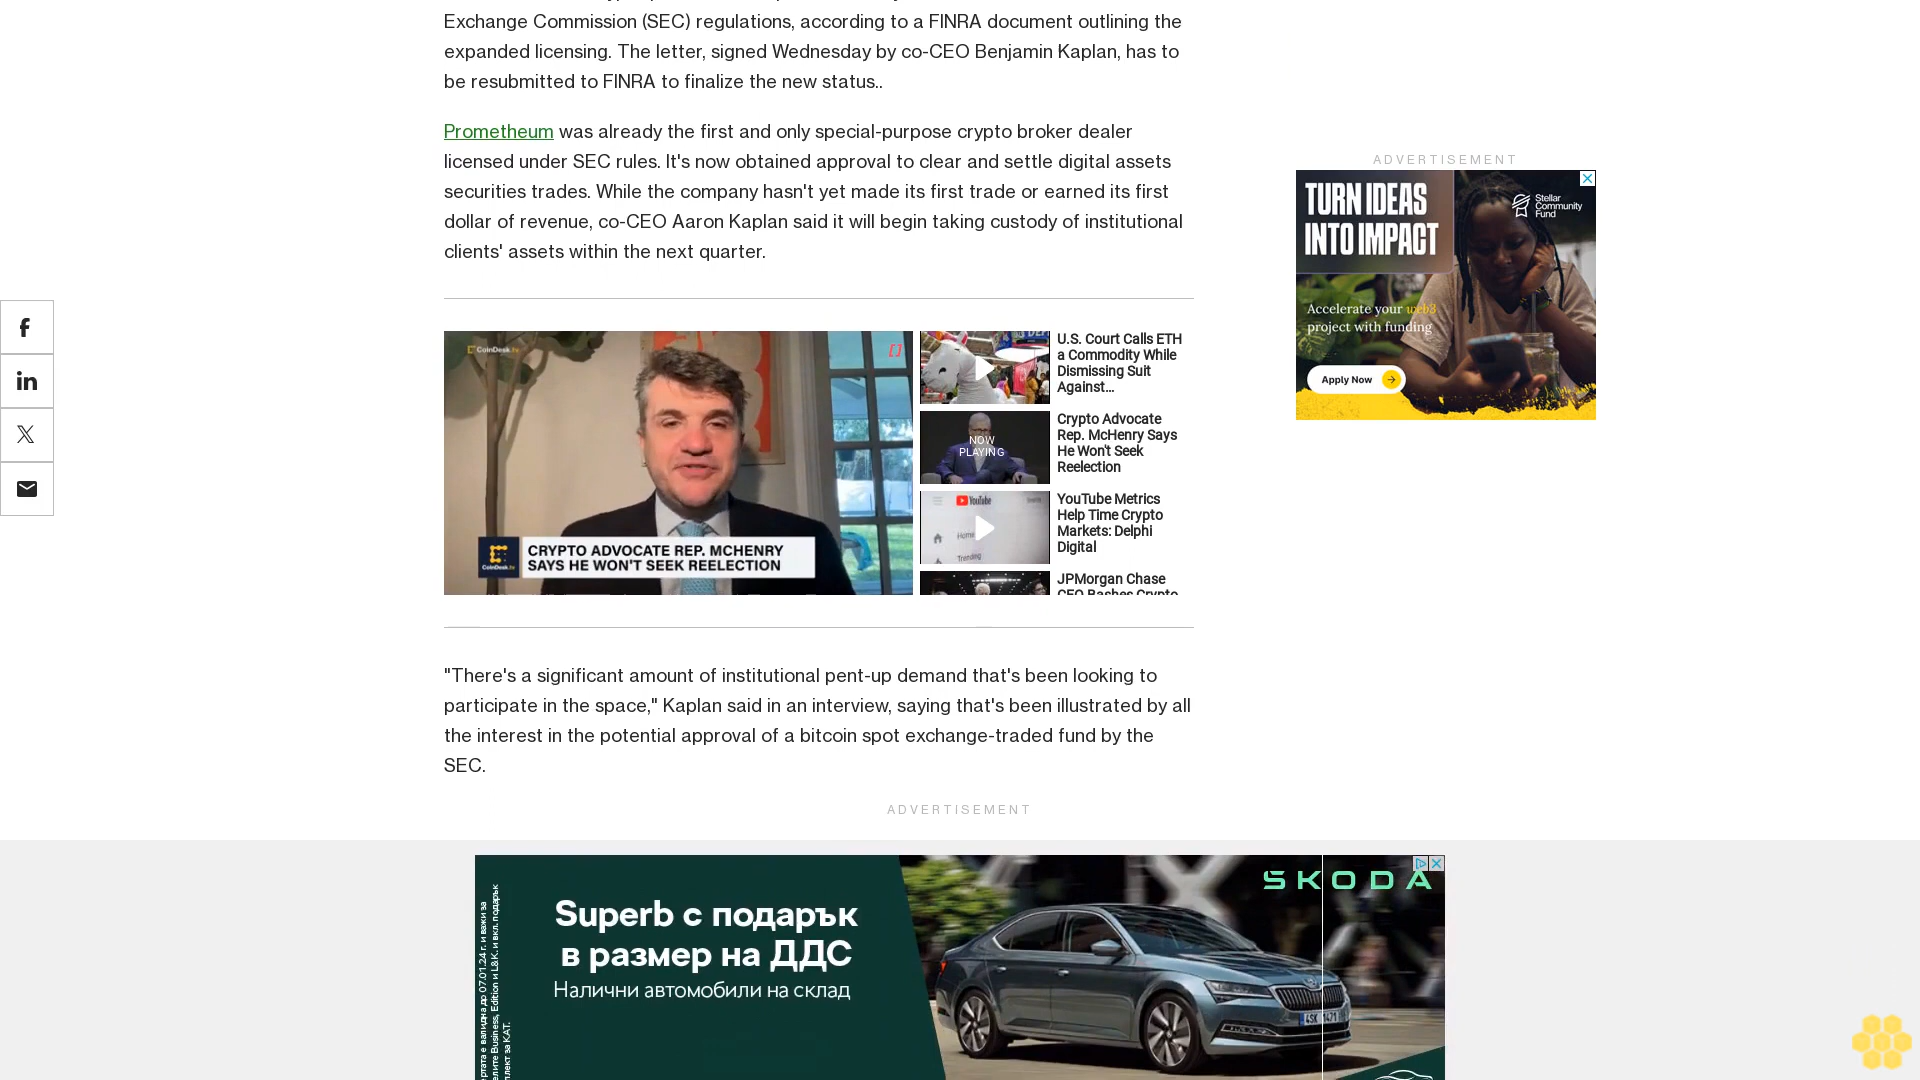 Exchange Commission (SEC) regulations, according to a FINRA document outlining the
expanded licensing. The letter, signed Wednesday by co-CEO Benjamin Kaplan, has to
be resubmitted to FINRA to finalize the new status..
Prometheum was already the first and only special-purpose crypto broker dealer
licensed under SEC rules. It's now obtained approval to clear and settle digital assets
securities trades. While the company hasn't yet made its first trade or earned its first
dollar of revenue, co-CEO Aaron Kaplan said it will begin taking custody of institutional
clients' assets within the next quarter.
CoinDesk.tv
CRYPTO ADVOCATE REP. MCHENRY
SAYS HE WON'T SEEK REELECTION
CoinDesk.tv
U.S. Court Calls ETH
a Commodity While
Dismissing Suit
Against...
NOW
PLAYING
Crypto Advocate
Rep. McHenry Says
He Won't Seek
Reelection
YouTube
Home
Trending
YouTube Metrics
Help Time Crypto
Markets: Delphi
Digital
JPMorgan Chase
CEO Bashes Crypto
"There's a significant amount of institutional pent-up demand that's been looking to
participate in the space," Kaplan said in an interview, saying that's been illustrated by all
the interest in the potential approval of a bitcoin spot exchange-traded fund by the
SEC.
ADVERTISEMENT
TURN IDEAS
INTO IMPACT
Stellar
Community
Fund
Accelerate your web3
project with funding
Apply Now
ADVERTISEMENT
Superb с подарък
в размер на ДДС
Налични автомобили на склад
SKODA